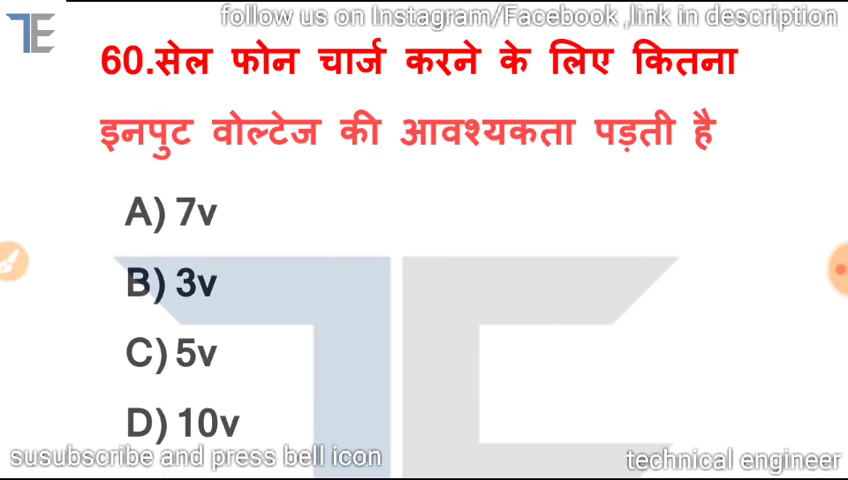 follow us on Instagram/Facebook ,link in description
TE
60.सेल फोन चार्ज करने के लिए कितना
इनपुट वोल्टेज की आवश्यकता पड़ती है
A) 7v
B) 3v
C) 5v
D) 10v
susubscribe and press bell icon
technical engineer